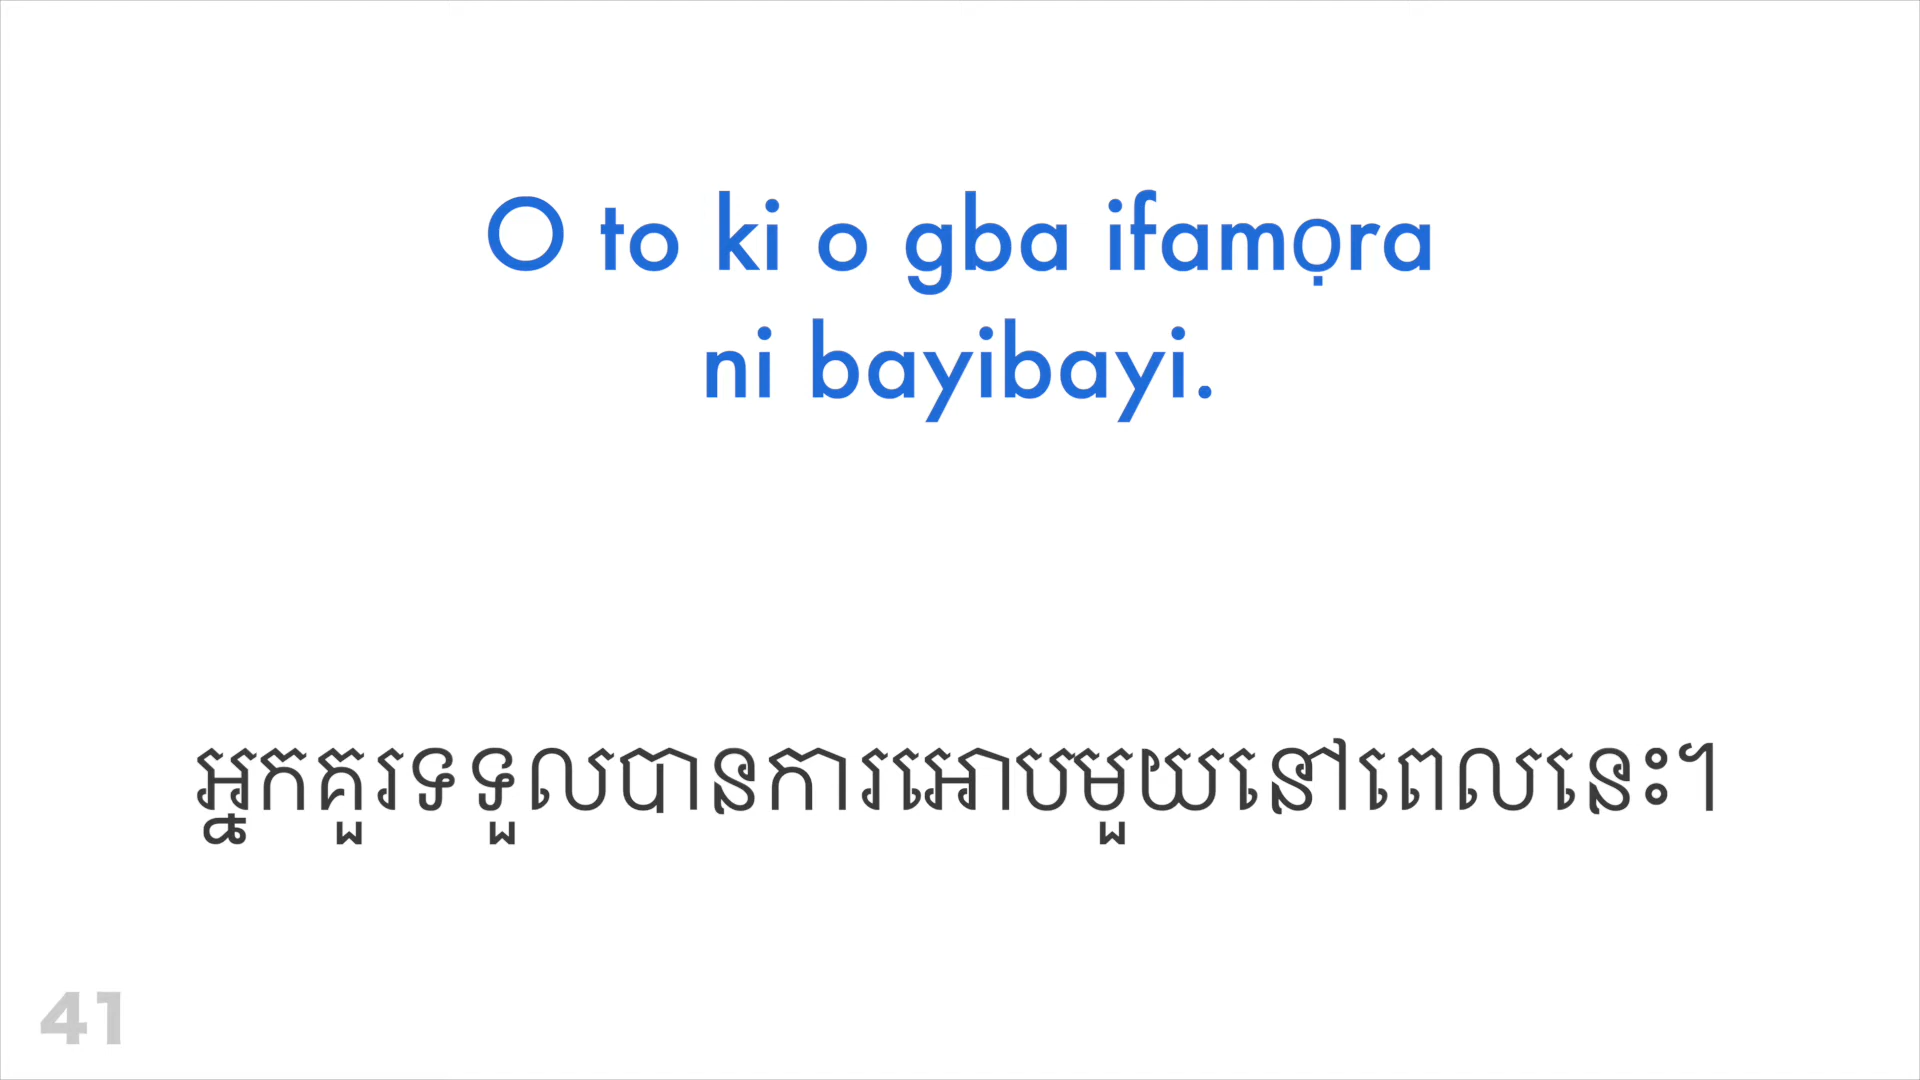 O to ki o gba ifamọra
ni bayibayi.
អ្នកគួរទទួលបានការអោបមួយនៅពេលនេះ។
41